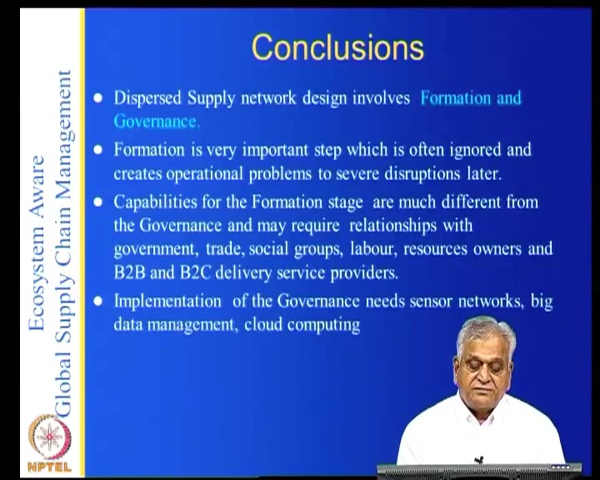 Conclusions
Dispersed Supply network design involves Formation and
Governance.
Formation is very important step which is often ignored and
creates operational problems to severe disruptions later.
Capabilities for the Formation stage are much different from
the Governance and may require relationships with
government, trade, social groups, labour, resources owners and
B2B and B2C delivery service providers.
Implementation of the Governance needs sensor networks, big
data management, cloud computing
Ecosystem Aware
Global Supply Chain Management
NPTEL